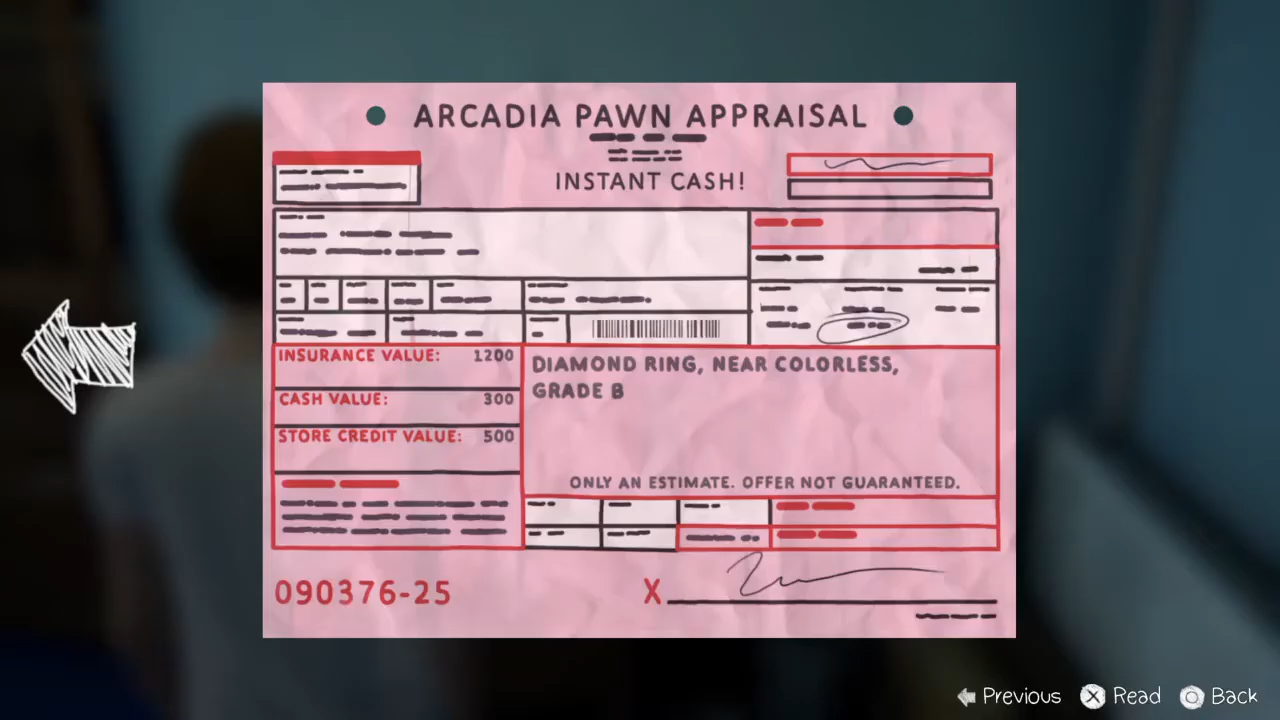 ARCADIA PAWN APPRAISAL
INSTANT CASH!
INSURANCE VALUE: 1200
CASH VALUE: 300
STORE CREDIT VALUE: 500
DIAMOND RING, NEAR COLORLESS,
GRADE B
ONLY AN ESTIMATE. OFFER NOT GUARANTEED.
090376-25
X
Previous
Read
Back